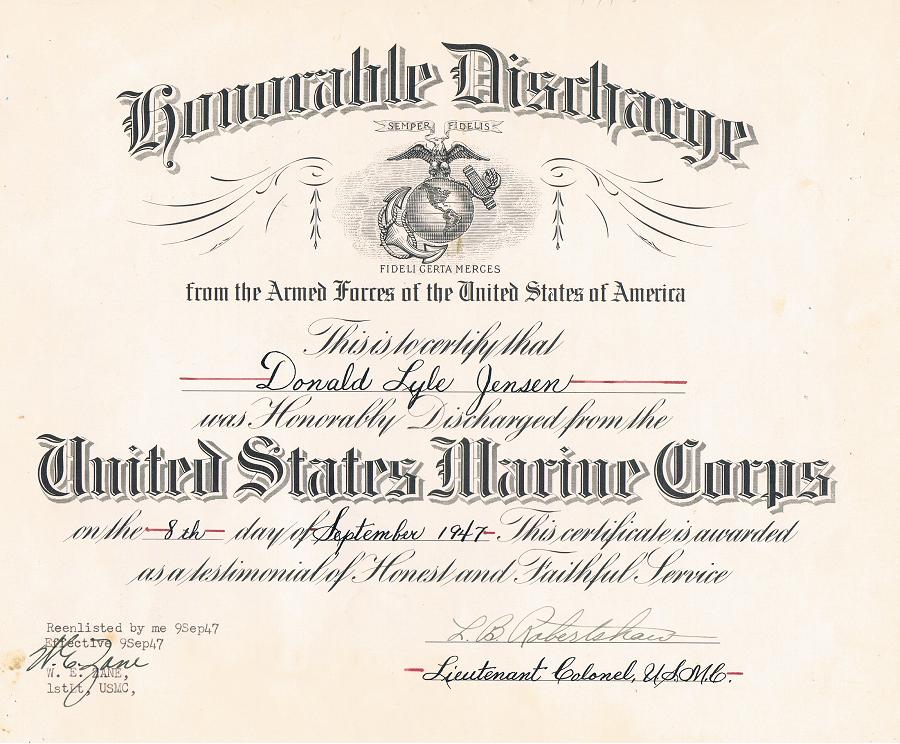 Honorable Discharge
SEMPER FIDELIS
FIDELI CERTA MERCES
from the Armed Forces of the United States of America
This is to certify that
Donald Lyle Jensen
was Honorably Discharged from the
United States Marine Corps
on the 8th day of September 1947 This certificate is awarded
as a testimonial of Honest and Faithful Service
Reenlisted by me 9Sep47
Effective 9Sep47
W. E. Zane
W. E. ZANE,
1stLt, USMC,
L. B. Robertshaw
Lieutenant Colonel, U.S.M.C.